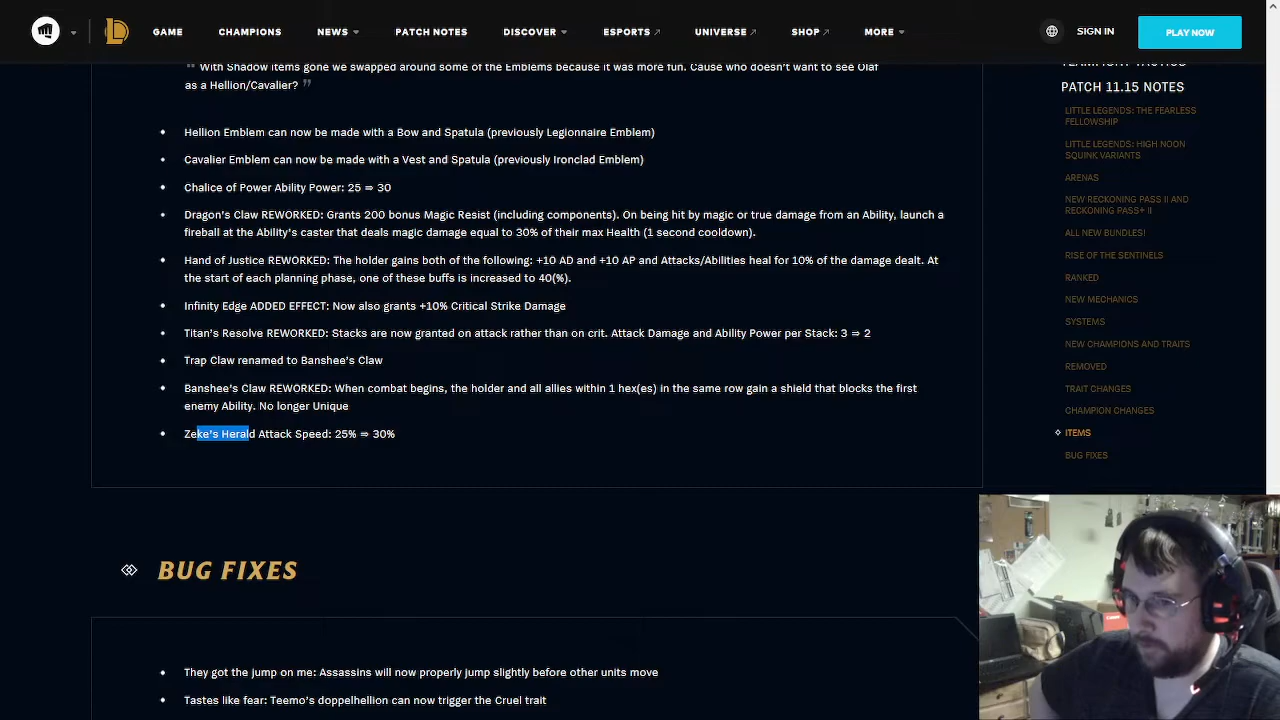 GAME
CHAMPIONS
NEWS
PATCH NOTES
DISCOVER
ESPORTS
UNIVERSE
SHOP
MORE
SIGN IN
PLAY NOW
" With Shadow items gone we swapped around some of the Emblems because it was more fun. Cause who doesn't want to see Olaf
as a Hellion/Cavalier? "
• Hellion Emblem can now be made with a Bow and Spatula (previously Legionnaire Emblem)
• Cavalier Emblem can now be made with a Vest and Spatula (previously Ironclad Emblem)
• Chalice of Power Ability Power: 25 ⇒ 30
• Dragon's Claw REWORKED: Grants 120 bonus Magic Resist (including components). On being hit by magic or true damage from an Ability, launch a
fireball at the Ability's caster that deals magic damage equal to 30% of their max Health (1 second cooldown).
• Hand of Justice REWORKED: The holder gains both of the following: +10 AD and +10 AP and Attacks/Abilities heal for 10% of the damage dealt. At
the start of each planning phase, one of these buffs is increased to 40(%).
• Infinity Edge ADDED EFFECT: Now also grants +10% Critical Strike Damage
• Titan's Resolve REWORKED: Stacks are now granted on attack rather than on crit. Attack Damage and Ability Power per Stack: 3 ⇒ 2
• Trap Claw renamed to Banshee's Claw
• Banshee's Claw REWORKED: When combat begins, the holder and all allies within 1 hex(es) in the same row gain a shield that blocks the first
enemy Ability. No longer Unique
• Zeke's Herald Attack Speed: 25% ⇒ 30%
BUG FIXES
• They got the jump on me: Assassins will now properly jump slightly before other units move
• Tastes like fear: Teemo's doppelhellion can now trigger the Cruel trait
TEAMFIGHT TACTICS
PATCH 11.15 NOTES
LITTLE LEGENDS: THE FEARLESS
FELLOWSHIP
LITTLE LEGENDS: HIGH NOON
SQUINK VARIANTS
ARENAS
NEW RECKONING PASS II AND
RECKONING PASS+ II
ALL NEW BUNDLES!
RISE OF THE SENTINELS
RANKED
NEW MECHANICS
SYSTEMS
NEW CHAMPIONS AND TRAITS
REMOVED
TRAIT CHANGES
CHAMPION CHANGES
ITEMS
BUG FIXES